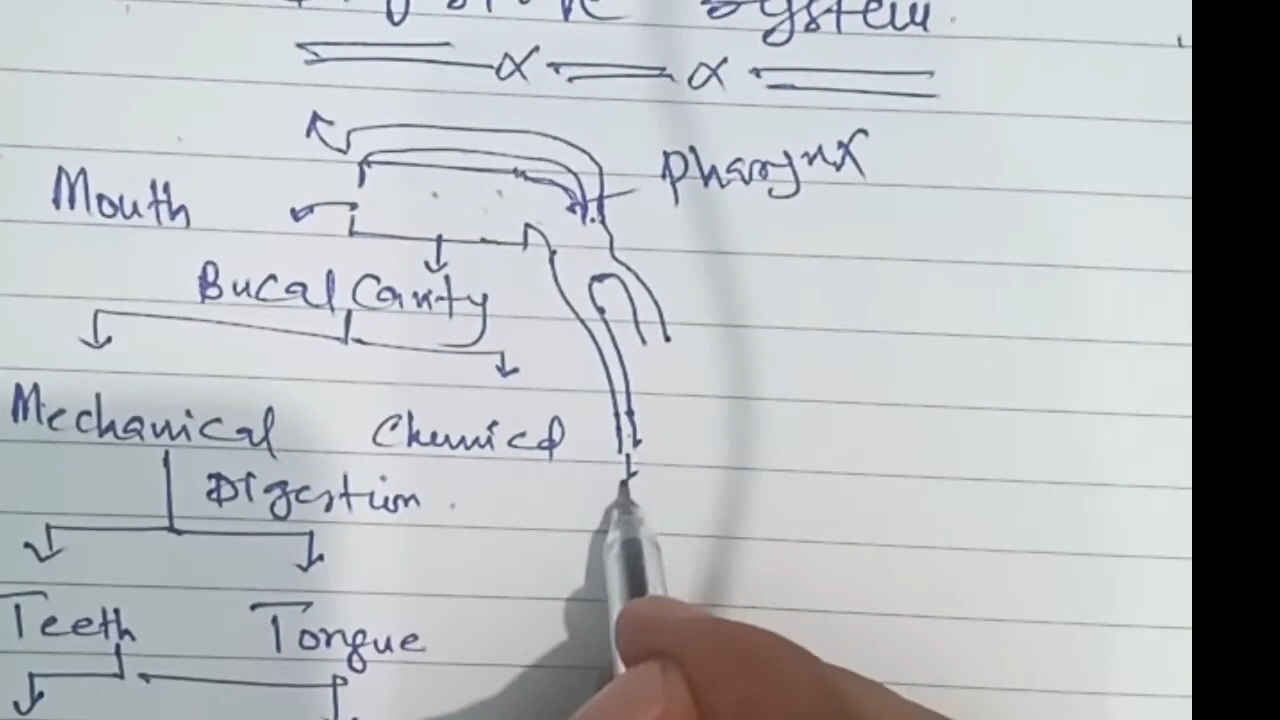 System.
Pharynx
Mouth
Bucal Cavity
Mechanical Chemical
Digestion.
Teeth Tongue